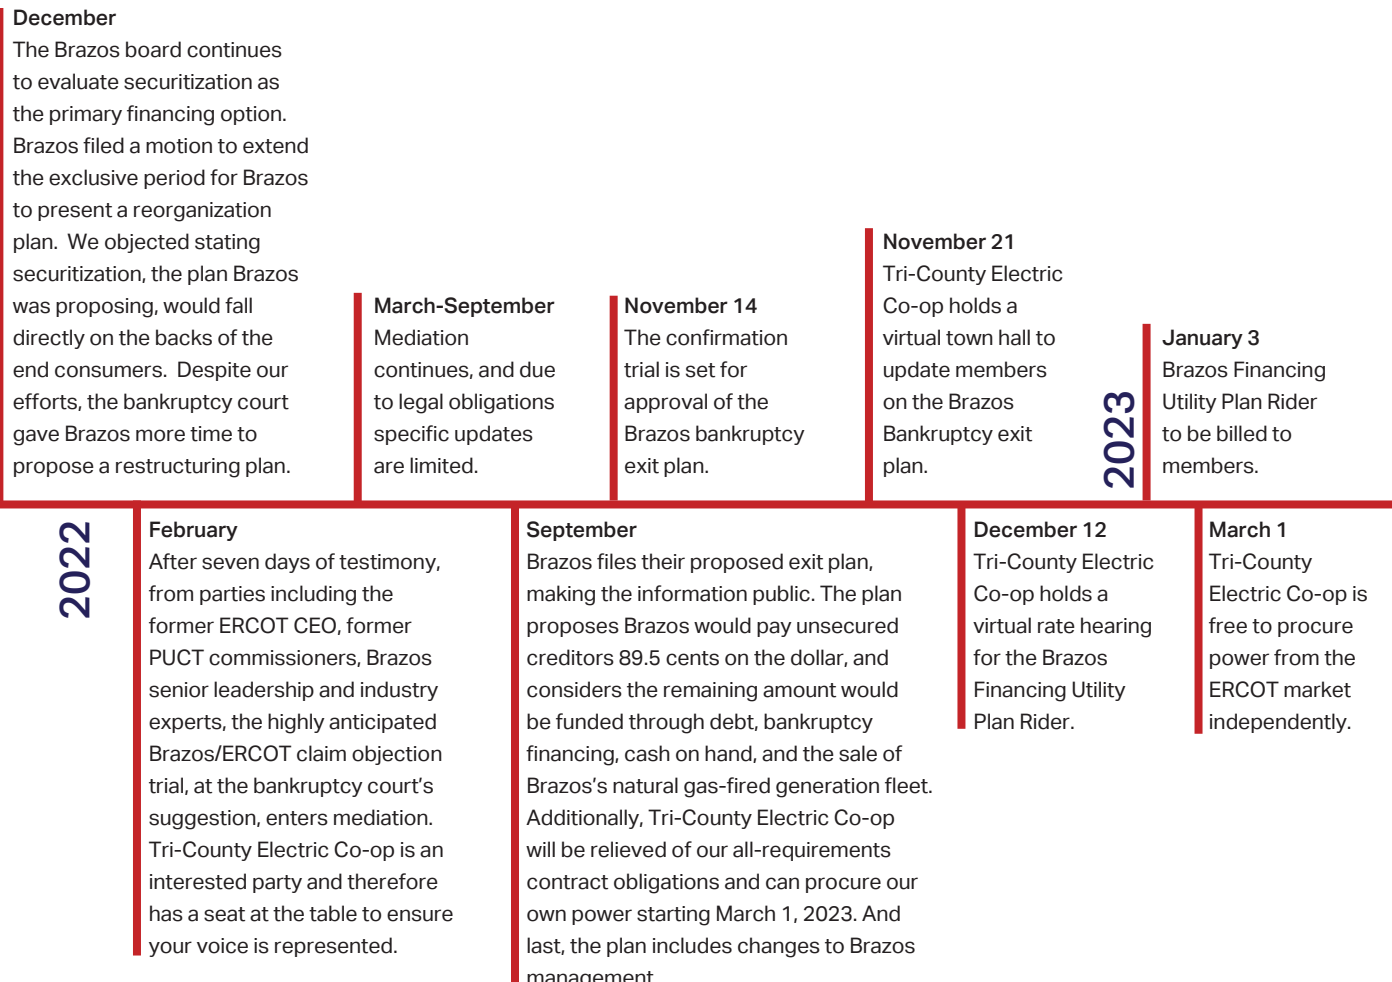 December
The Brazos board continues
to evaluate securitization as
the primary financing option.
Brazos filed a motion to extend
the exclusive period for Brazos
to present a reorganization
plan.  We objected stating
securitization, the plan Brazos
was proposing, would fall
directly on the backs of the
end consumers.  Despite our
efforts, the bankruptcy court
gave Brazos more time to
propose a restructuring plan.
2022
February
After seven days of testimony,
from parties including the
former ERCOT CEO, former
PUCT commissioners, Brazos
senior leadership and industry
experts, the highly anticipated
Brazos/ERCOT claim objection
trial, at the bankruptcy court's
suggestion, enters mediation.
Tri-County Electric Co-op is an
interested party and therefore
has a seat at the table to ensure
your voice is represented.
March-September
Mediation
continues, and due
to legal obligations
specific updates
are limited.
September
Brazos files their proposed exit plan,
making the information public. The plan
proposes Brazos would pay unsecured
creditors 89.5 cents on the dollar, and
considers the remaining amount would
be funded through debt, bankruptcy
financing, cash on hand, and the sale of
Brazos's natural gas-fired generation fleet.
Additionally, Tri-County Electric Co-op
will be relieved of our all-requirements
contract obligations and can procure our
own power starting March 1, 2023. And
last, the plan includes changes to Brazos
management
November 14
The confirmation
trial is set for
approval of the
Brazos bankruptcy
exit plan.
November 21
Tri-County Electric
Co-op holds a
virtual town hall to
update members
on the Brazos
Bankruptcy exit
plan.
December 12
Tri-County Electric
Co-op holds a
virtual rate hearing
for the Brazos
Financing Utility
Plan Rider.
2023
January 3
Brazos Financing
Utility Plan Rider
to be billed to
members.
March 1
Tri-County
Electric Co-op is
free to procure
power from the
ERCOT market
independently.